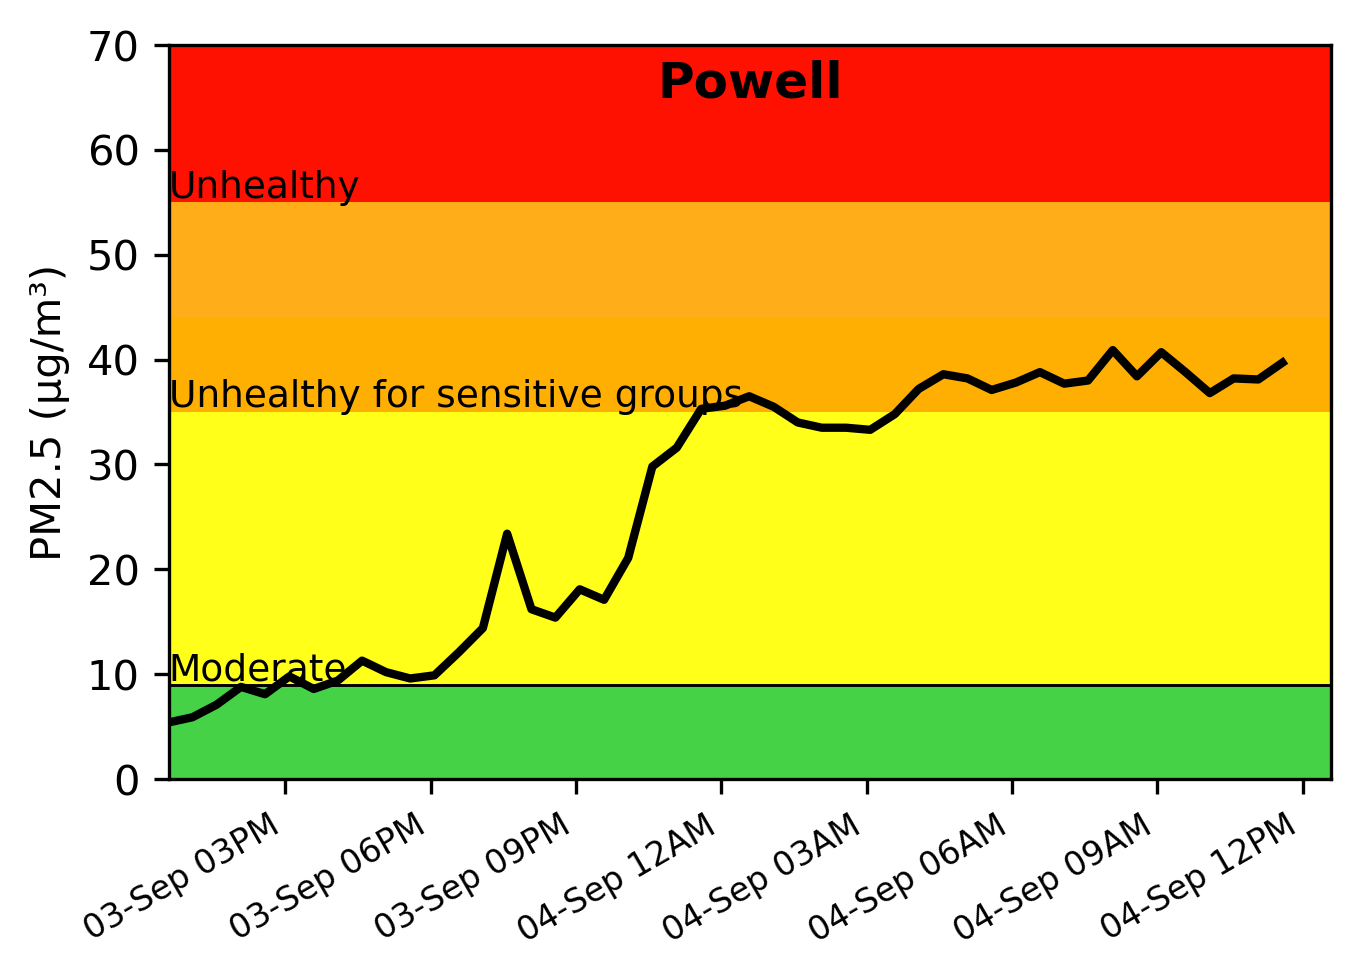 Powell
70
60
50
40
30
20
10
0
PM2.5 (µg/m³)
Unhealthy
Unhealthy for sensitive groups
Moderate
03-Sep 03PM
03-Sep 06PM
03-Sep 09PM
04-Sep 12AM
04-Sep 03AM
04-Sep 06AM
04-Sep 09AM
04-Sep 12PM